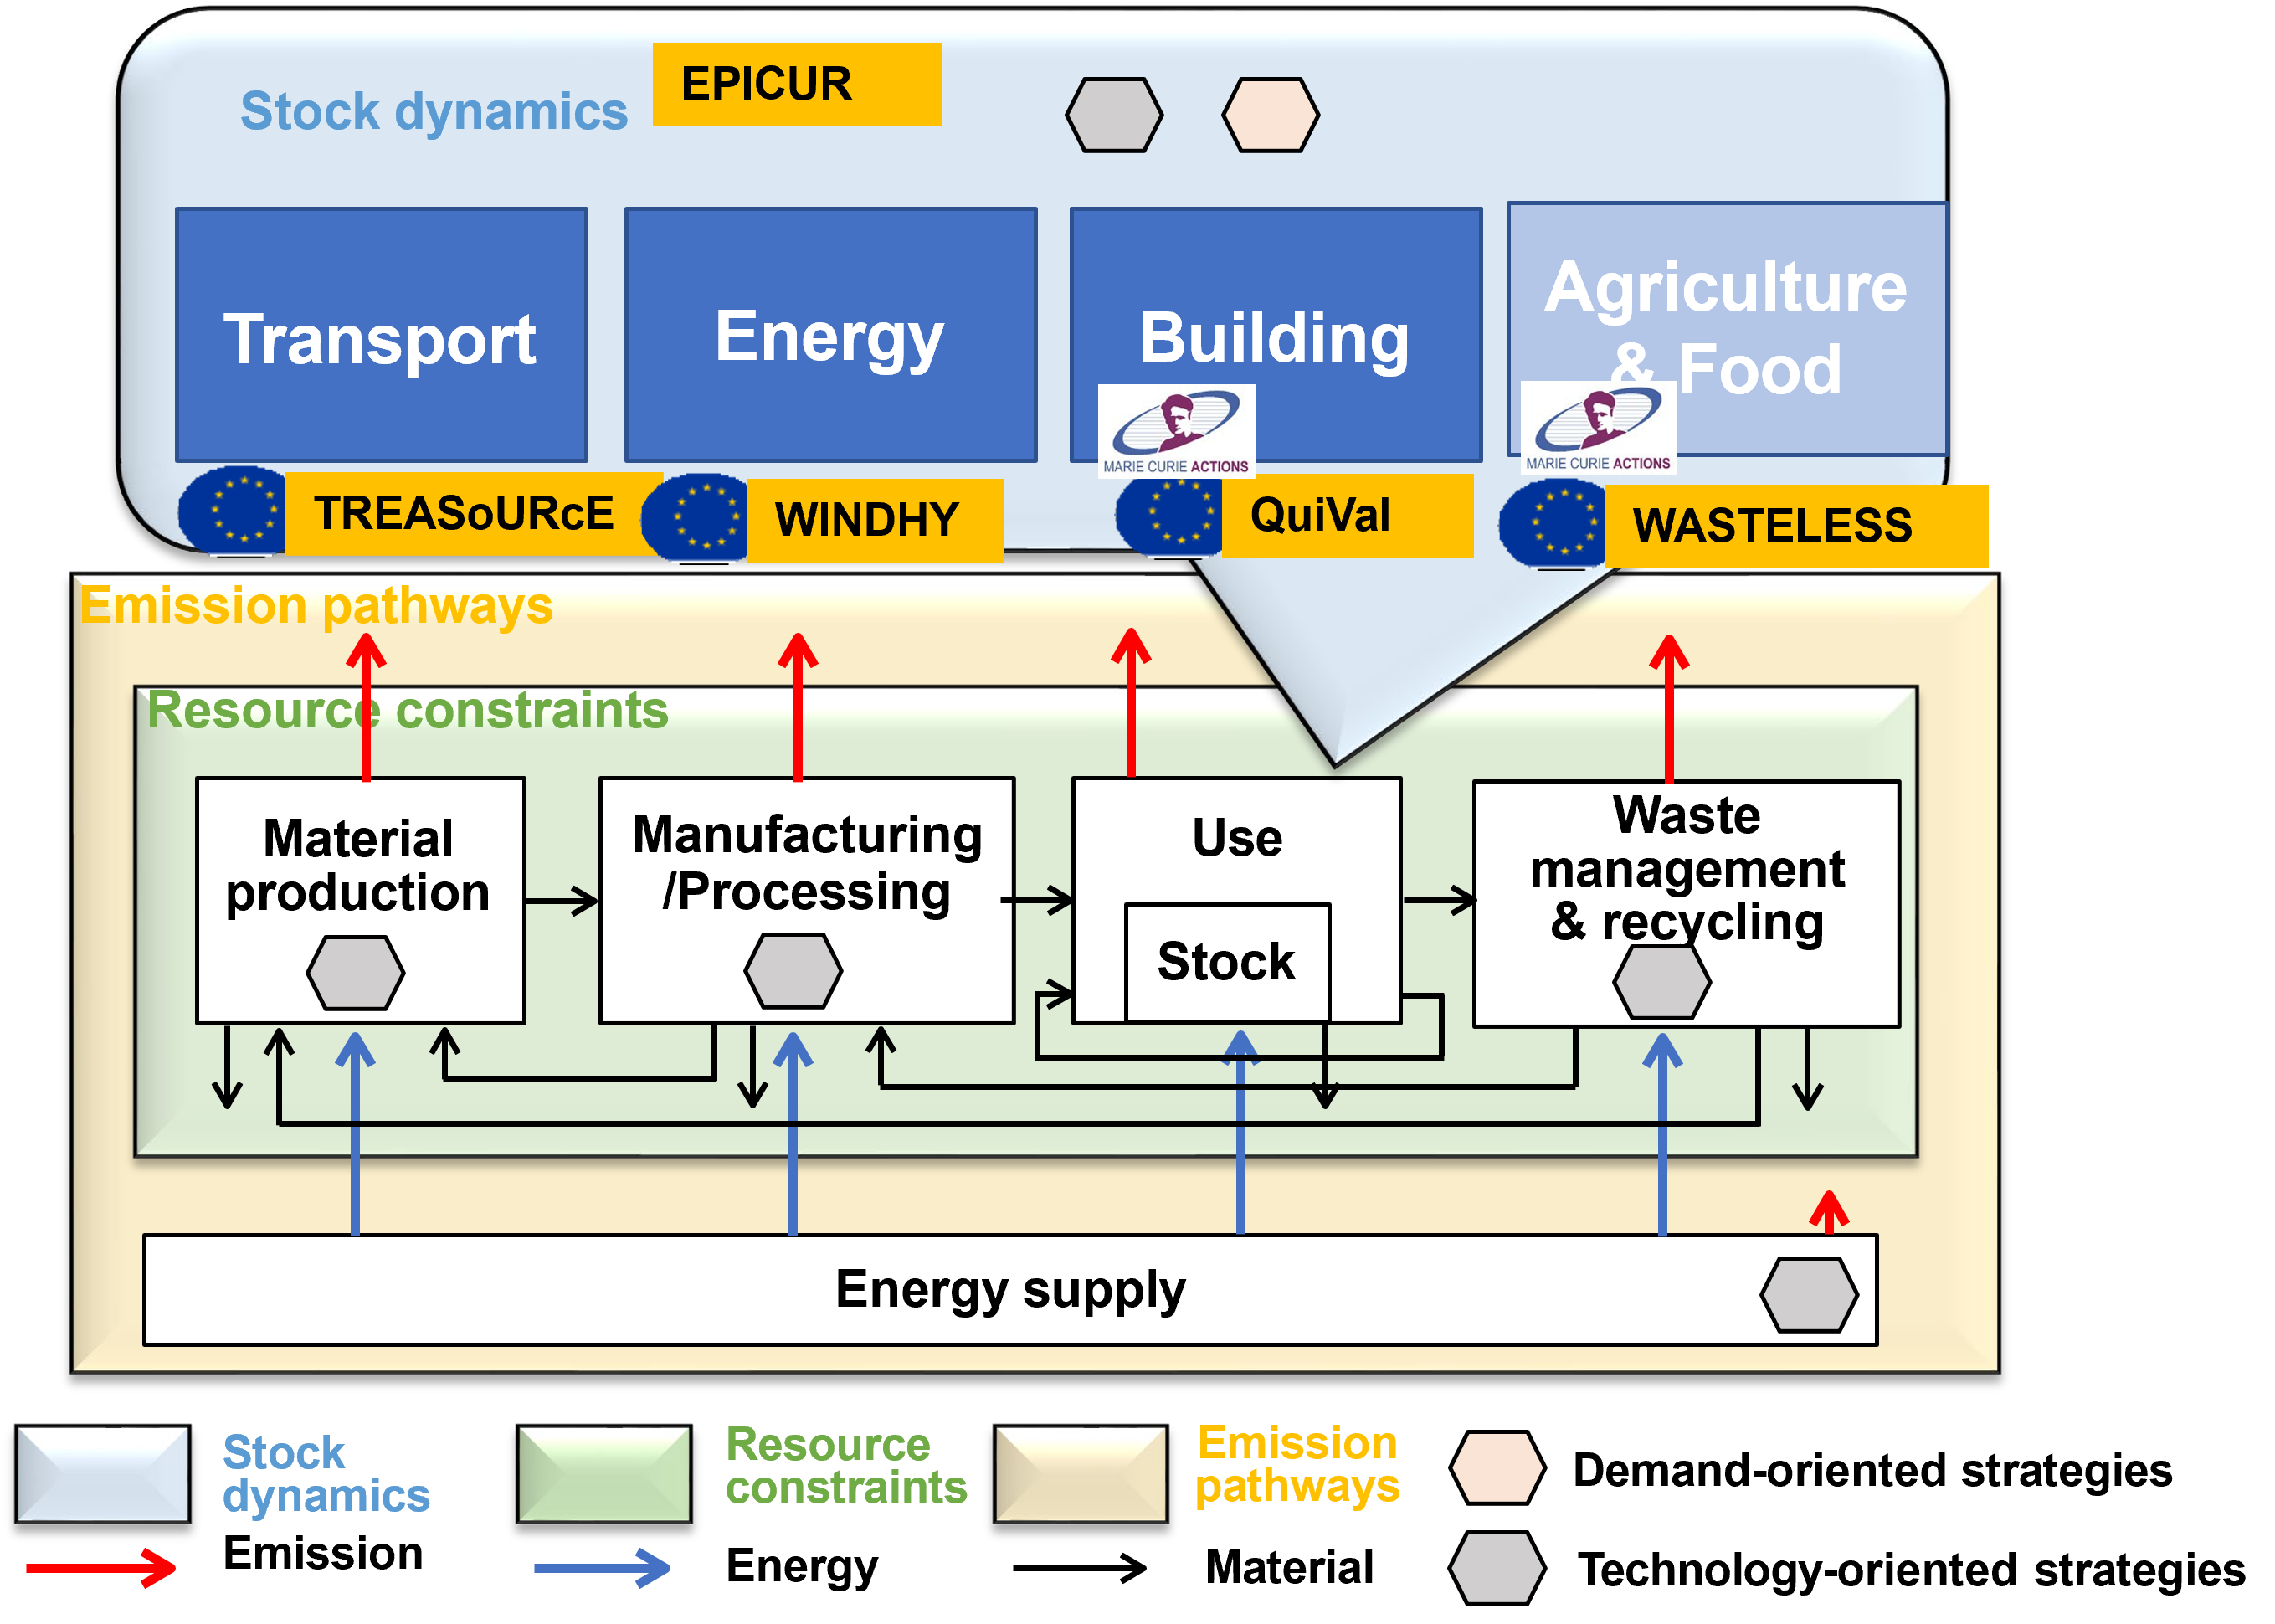 EPICUR
Stock dynamics
Transport
Energy
Building
Agriculture
& Food
MARIE CURIE ACTIONS
MARIE CURIE ACTIONS
TREASoURcE
WINDHY
QuiVal
WASTELESS
Emission pathways
Resource constraints
Material
production
Manufacturing
/Processing
Use
Stock
Waste
management
& recycling
Energy supply
Stock
dynamics
Resource
constraints
Emission
pathways
Demand-oriented strategies
Emission
Energy
Material
Technology-oriented strategies